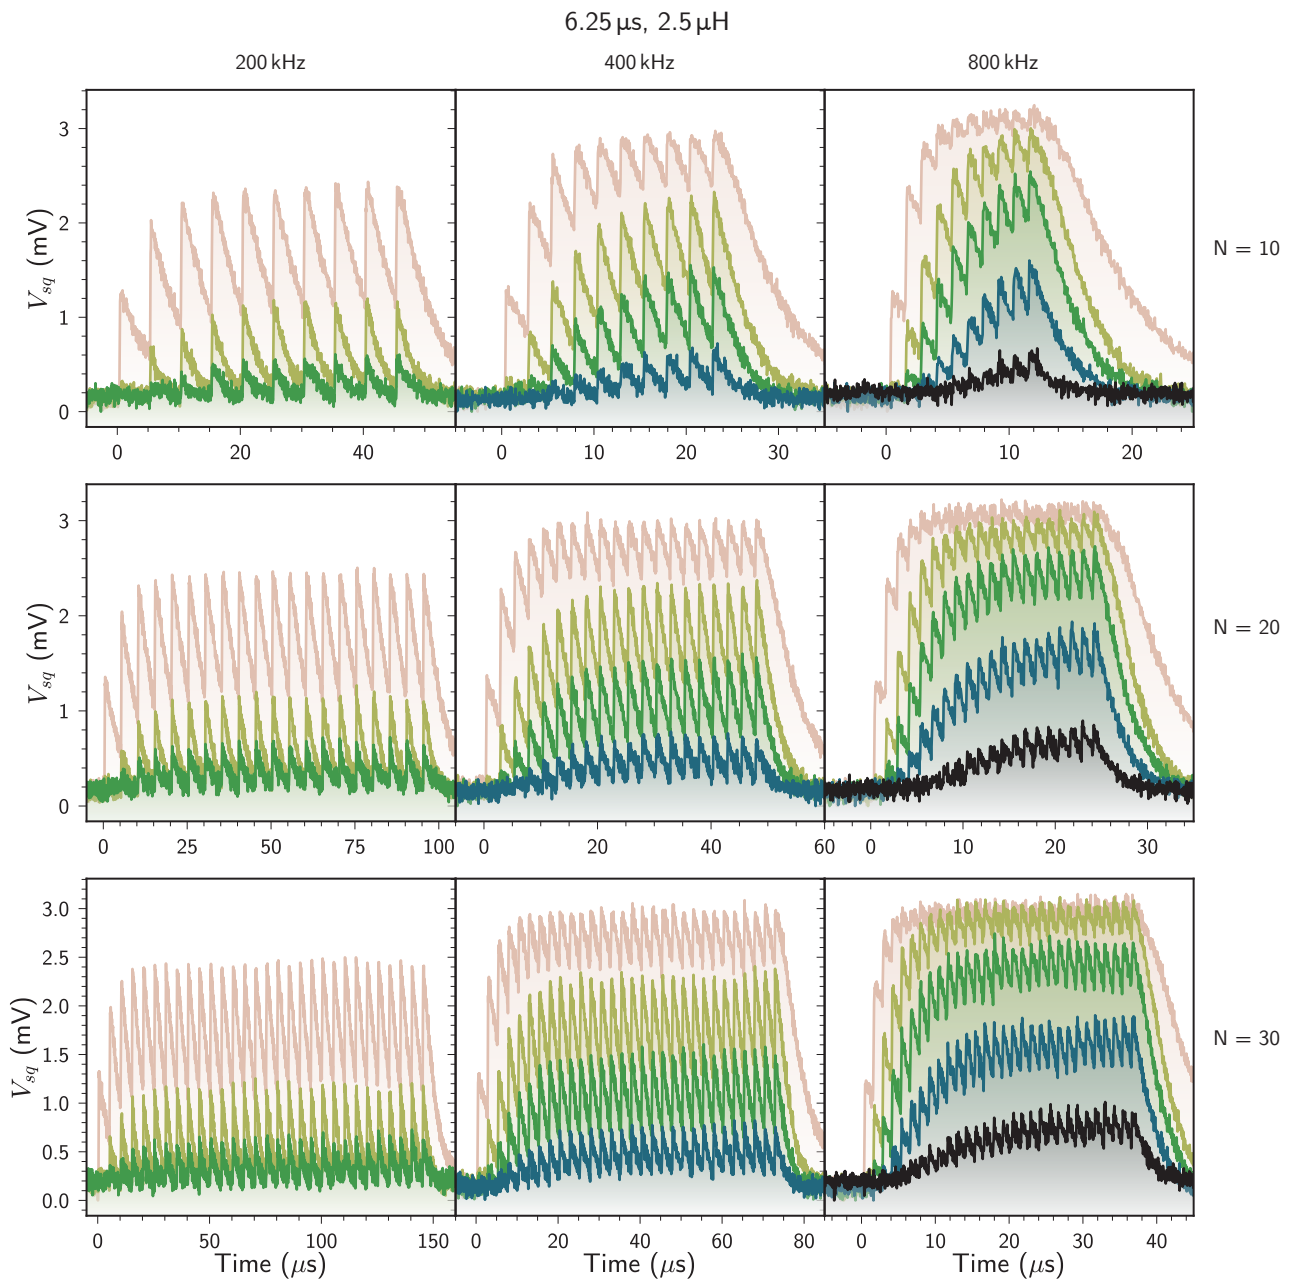 6.25 μs, 2.5 μH
200 kHz 400 kHz 800 kHz
3
2
1
0
V_sq (mV)
N = 10
0 20 40 0 10 20 30 0 10 20
3
2
1
0
V_sq (mV)
N = 20
0 25 50 75 100 0 20 40 60 0 10 20 30
3.0
2.5
2.0
1.5
1.0
0.5
0.0
V_sq (mV)
N = 30
0 50 100 150 0 20 40 60 80 0 10 20 30 40
Time (μs) Time (μs) Time (μs)